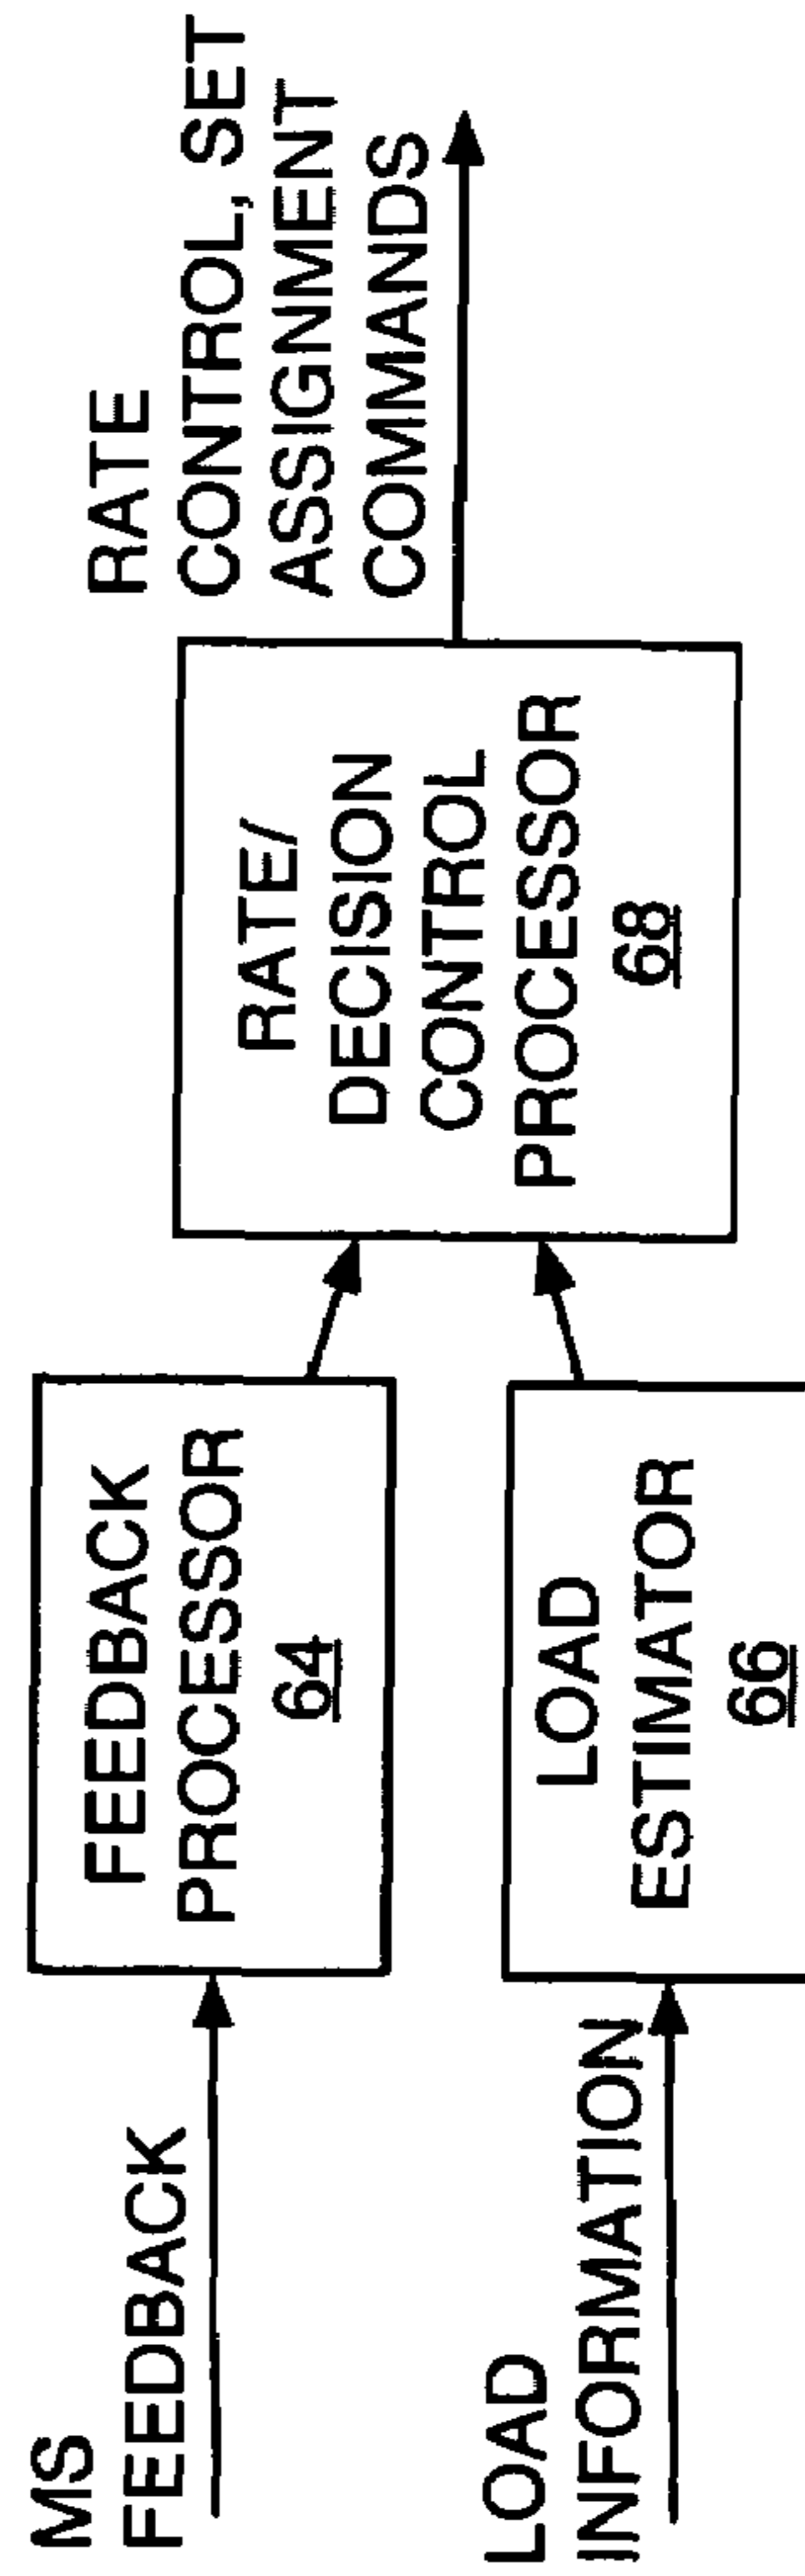 MS
FEEDBACK
FEEDBACK
PROCESSOR
64
LOAD
INFORMATION
LOAD
ESTIMATOR
66
RATE/
DECISION
CONTROL
PROCESSOR
68
RATE
CONTROL, SET
ASSIGNMENT
COMMANDS